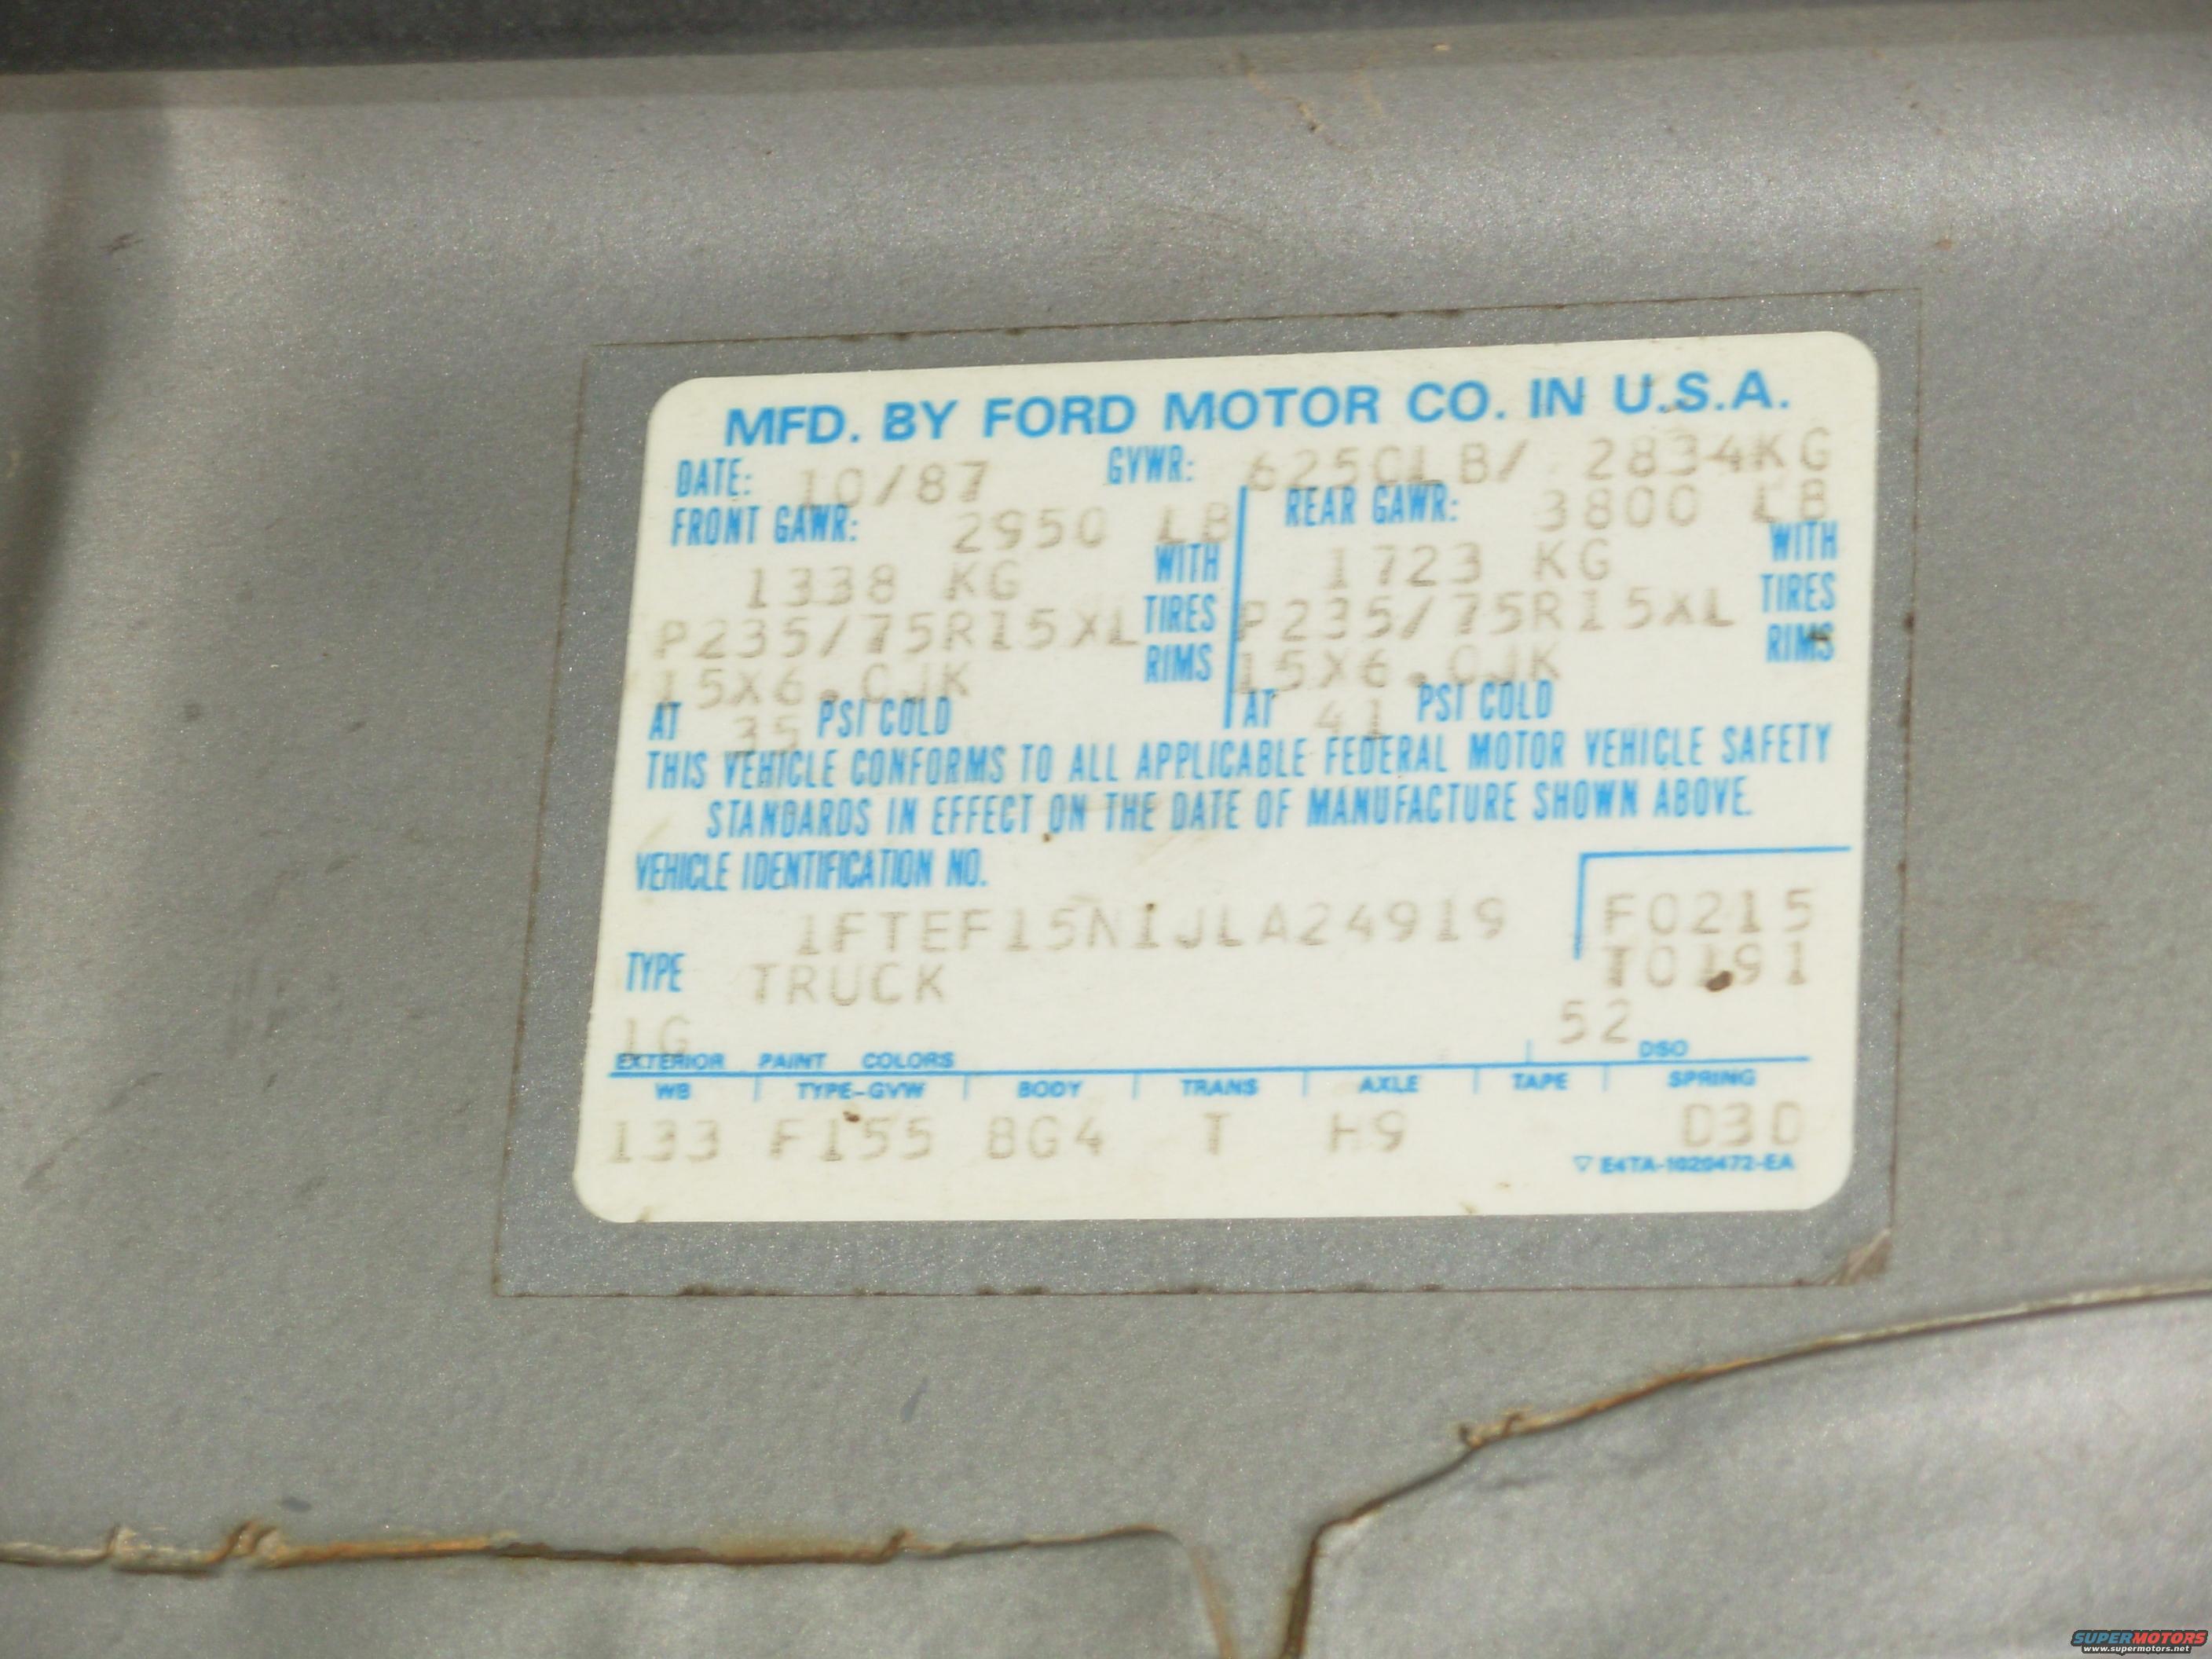 MFD. BY FORD MOTOR CO. IN U.S.A.
DATE: 10/87 GVWR: 6250LB/ 2834KG
FRONT GAWR: 2950 LB REAR GAWR: 3800 LB
1338 KG WITH 1723 KG WITH
P235/75R15XL TIRES P235/75R15XL TIRES
15X6.0JK RIMS 15X6.0JK RIMS
AT 35 PSI COLD AT 41 PSI COLD
THIS VEHICLE CONFORMS TO ALL APPLICABLE FEDERAL MOTOR VEHICLE SAFETY
STANDARDS IN EFFECT ON THE DATE OF MANUFACTURE SHOWN ABOVE.
VEHICLE IDENTIFICATION NO.
1FTEF15N1JLA24919 F0215
TYPE TRUCK T0191
1G 52
EXTERIOR PAINT COLORS DSO
WB TYPE-GVW BODY TRANS AXLE TAPE SPRING
133 F155 BG4 T H9 D3D
▽ E4TA-1020472-EA
SUPERMOTORS
www.supermotors.net